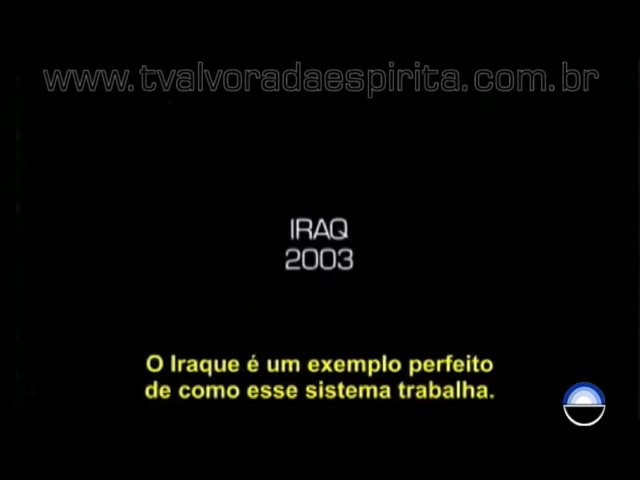 www.tvalvoradaespirita.com.br
IRAQ
2003
O Iraque é um exemplo perfeito
de como esse sistema trabalha.